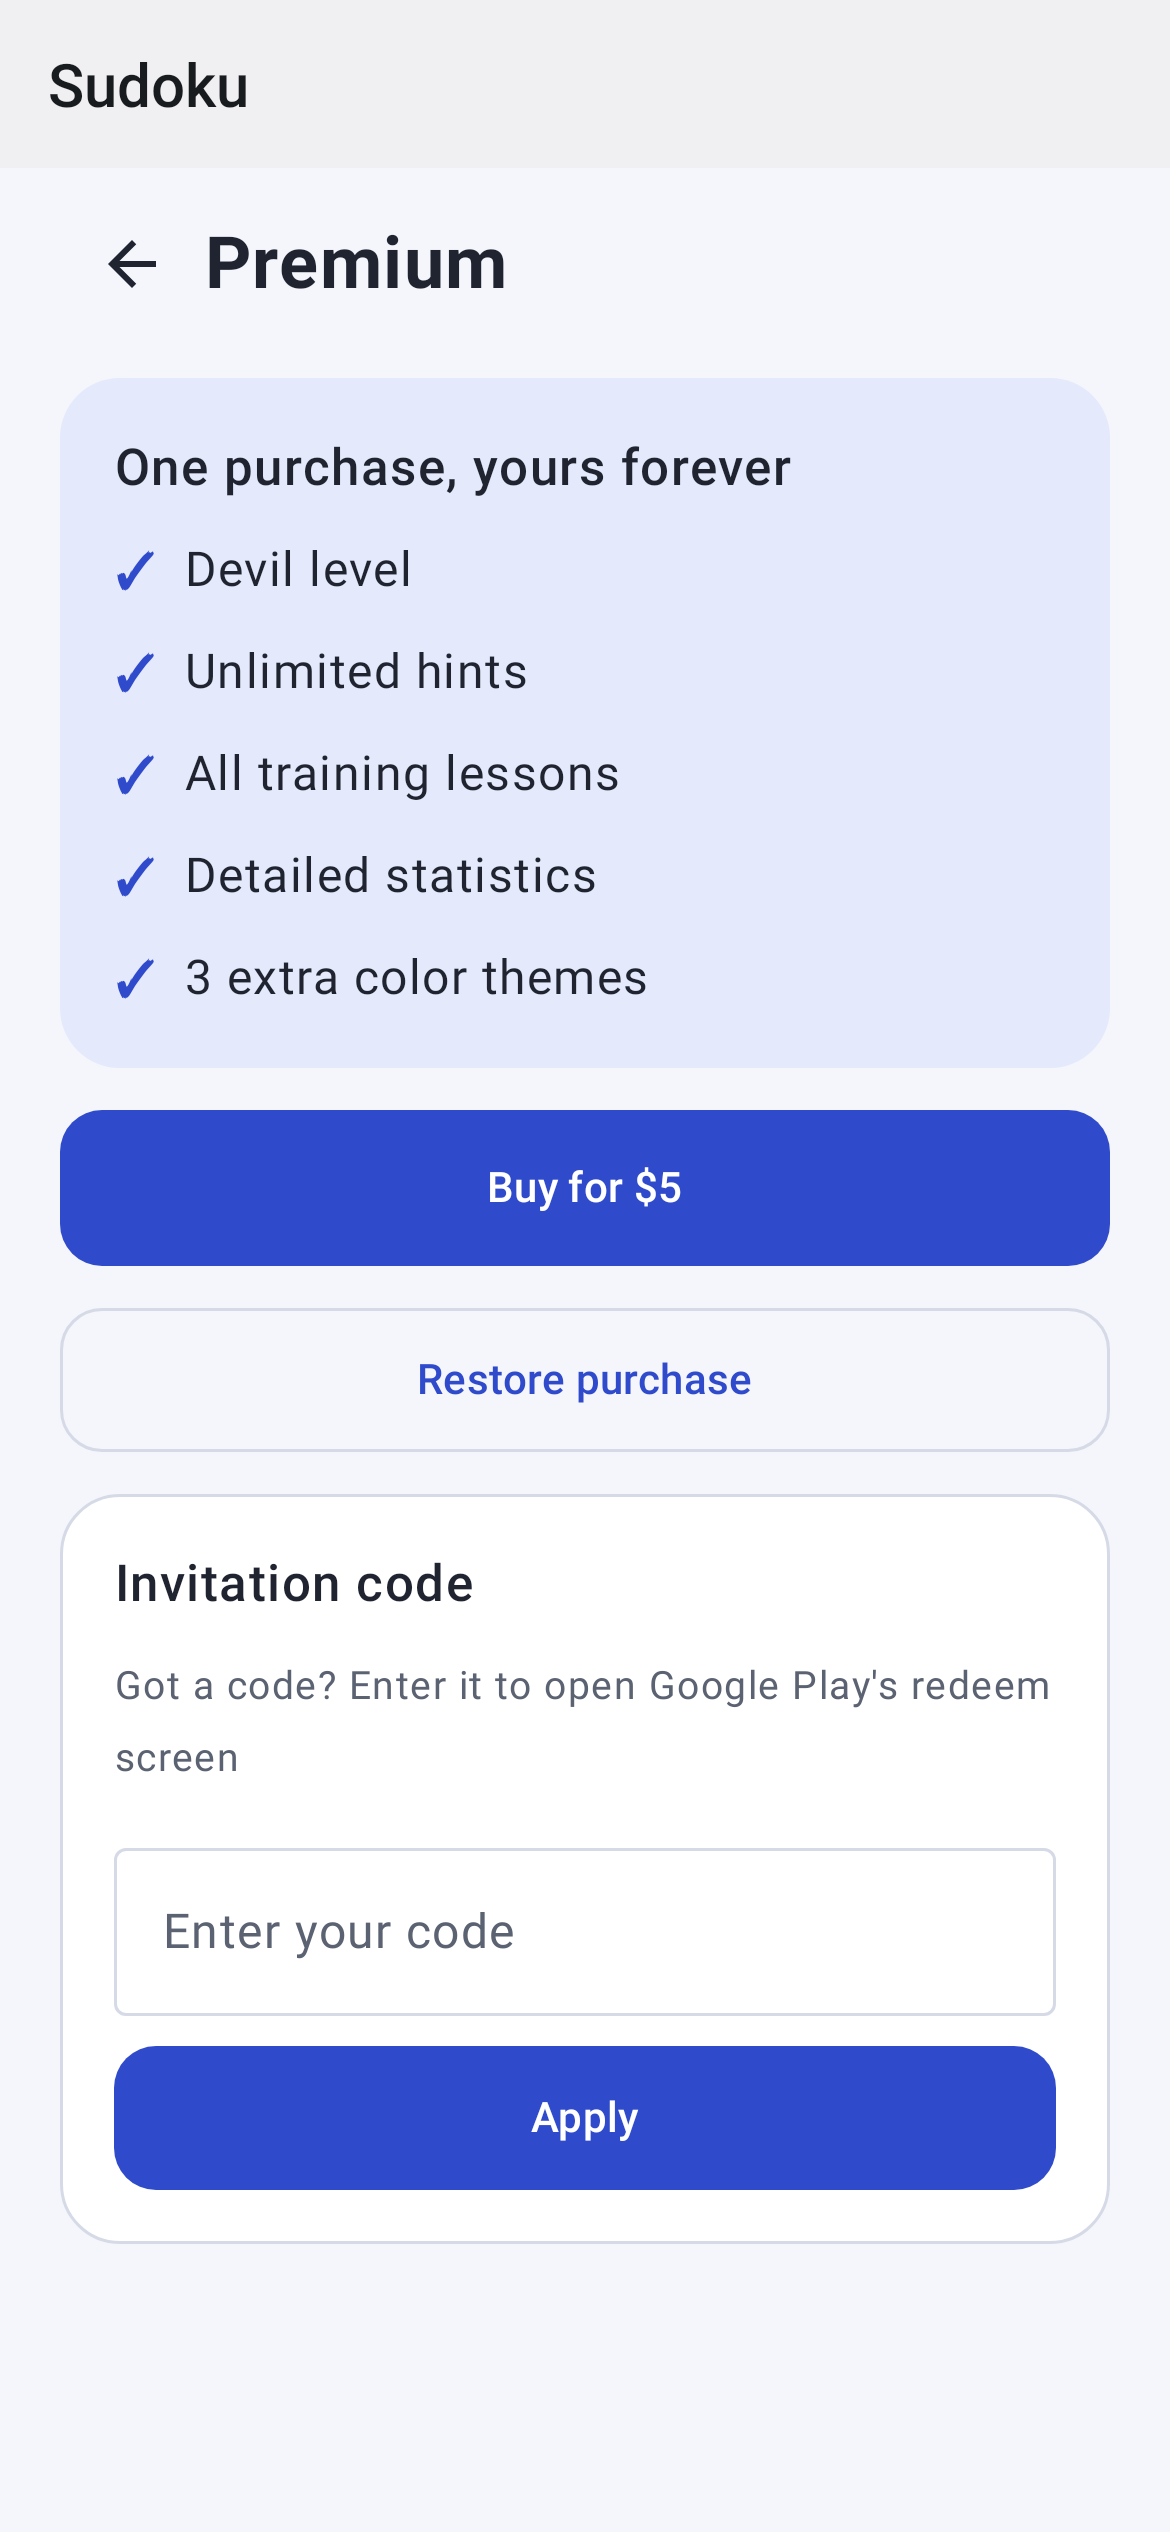 Sudoku
Premium
One purchase, yours forever
✓ Devil level
✓ Unlimited hints
✓ All training lessons
✓ Detailed statistics
✓ 3 extra color themes
Buy for $5
Restore purchase
Invitation code
Got a code? Enter it to open Google Play's redeem
screen
Enter your code
Apply